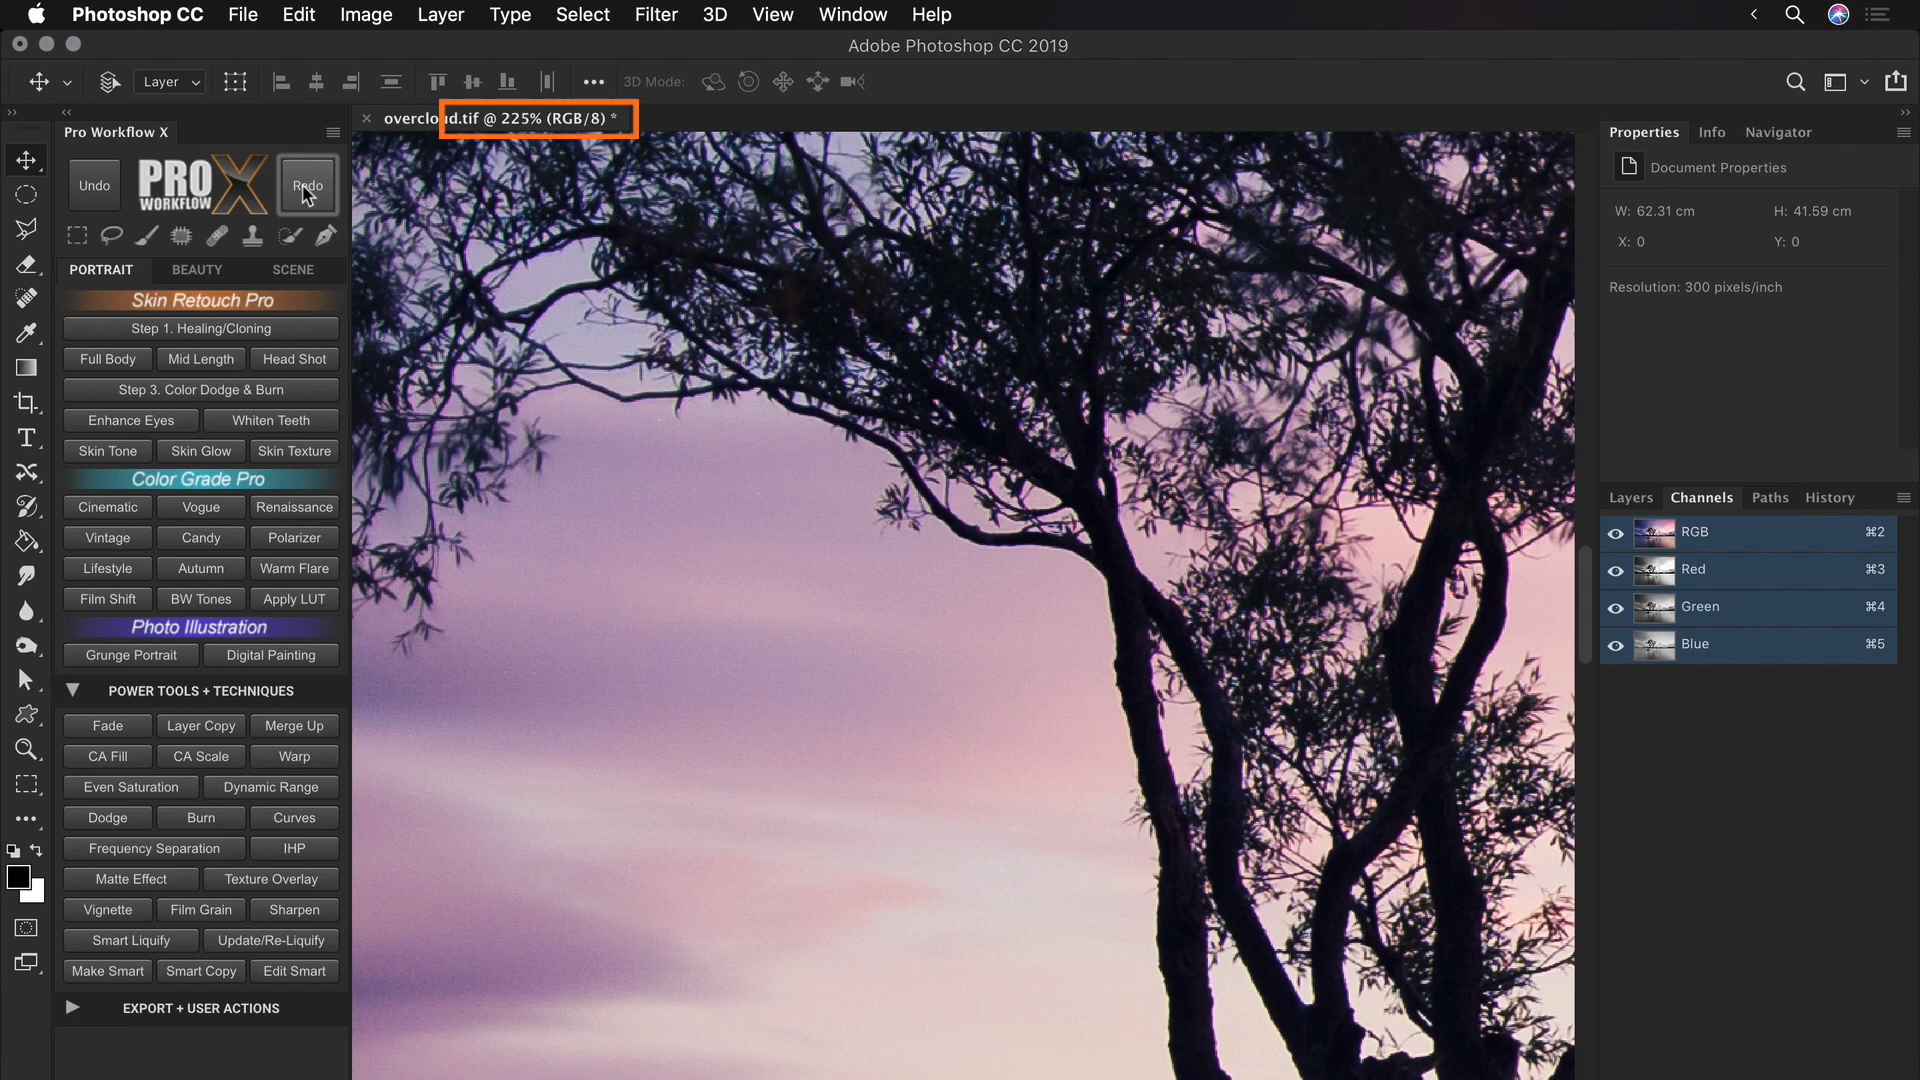 Photoshop CC File Edit Image Layer Type Select Filter 3D View Window Help
Adobe Photoshop CC 2019
Layer 3D Mode:
overcloud.tif @ 225% (RGB/8) *
Pro Workflow X
Undo PRO WORKFLOW X Redo
PORTRAIT BEAUTY SCENE
Skin Retouch Pro
Step 1. Healing/Cloning
Full Body Mid Length Head Shot
Step 3. Color Dodge & Burn
Enhance Eyes Whiten Teeth
Skin Tone Skin Glow Skin Texture
Color Grade Pro
Cinematic Vogue Renaissance
Vintage Candy Polarizer
Lifestyle Autumn Warm Flare
Film Shift BW Tones Apply LUT
Photo Illustration
Grunge Portrait Digital Painting
POWER TOOLS + TECHNIQUES
Fade Layer Copy Merge Up
CA Fill CA Scale Warp
Even Saturation Dynamic Range
Dodge Burn Curves
Frequency Separation IHP
Matte Effect Texture Overlay
Vignette Film Grain Sharpen
Smart Liquify Update/Re-Liquify
Make Smart Smart Copy Edit Smart
EXPORT + USER ACTIONS
Properties Info Navigator
Document Properties
W: 62.31 cm H: 41.59 cm
X: 0 Y: 0
Resolution: 300 pixels/inch
Layers Channels Paths History
RGB ⌘2
Red ⌘3
Green ⌘4
Blue ⌘5